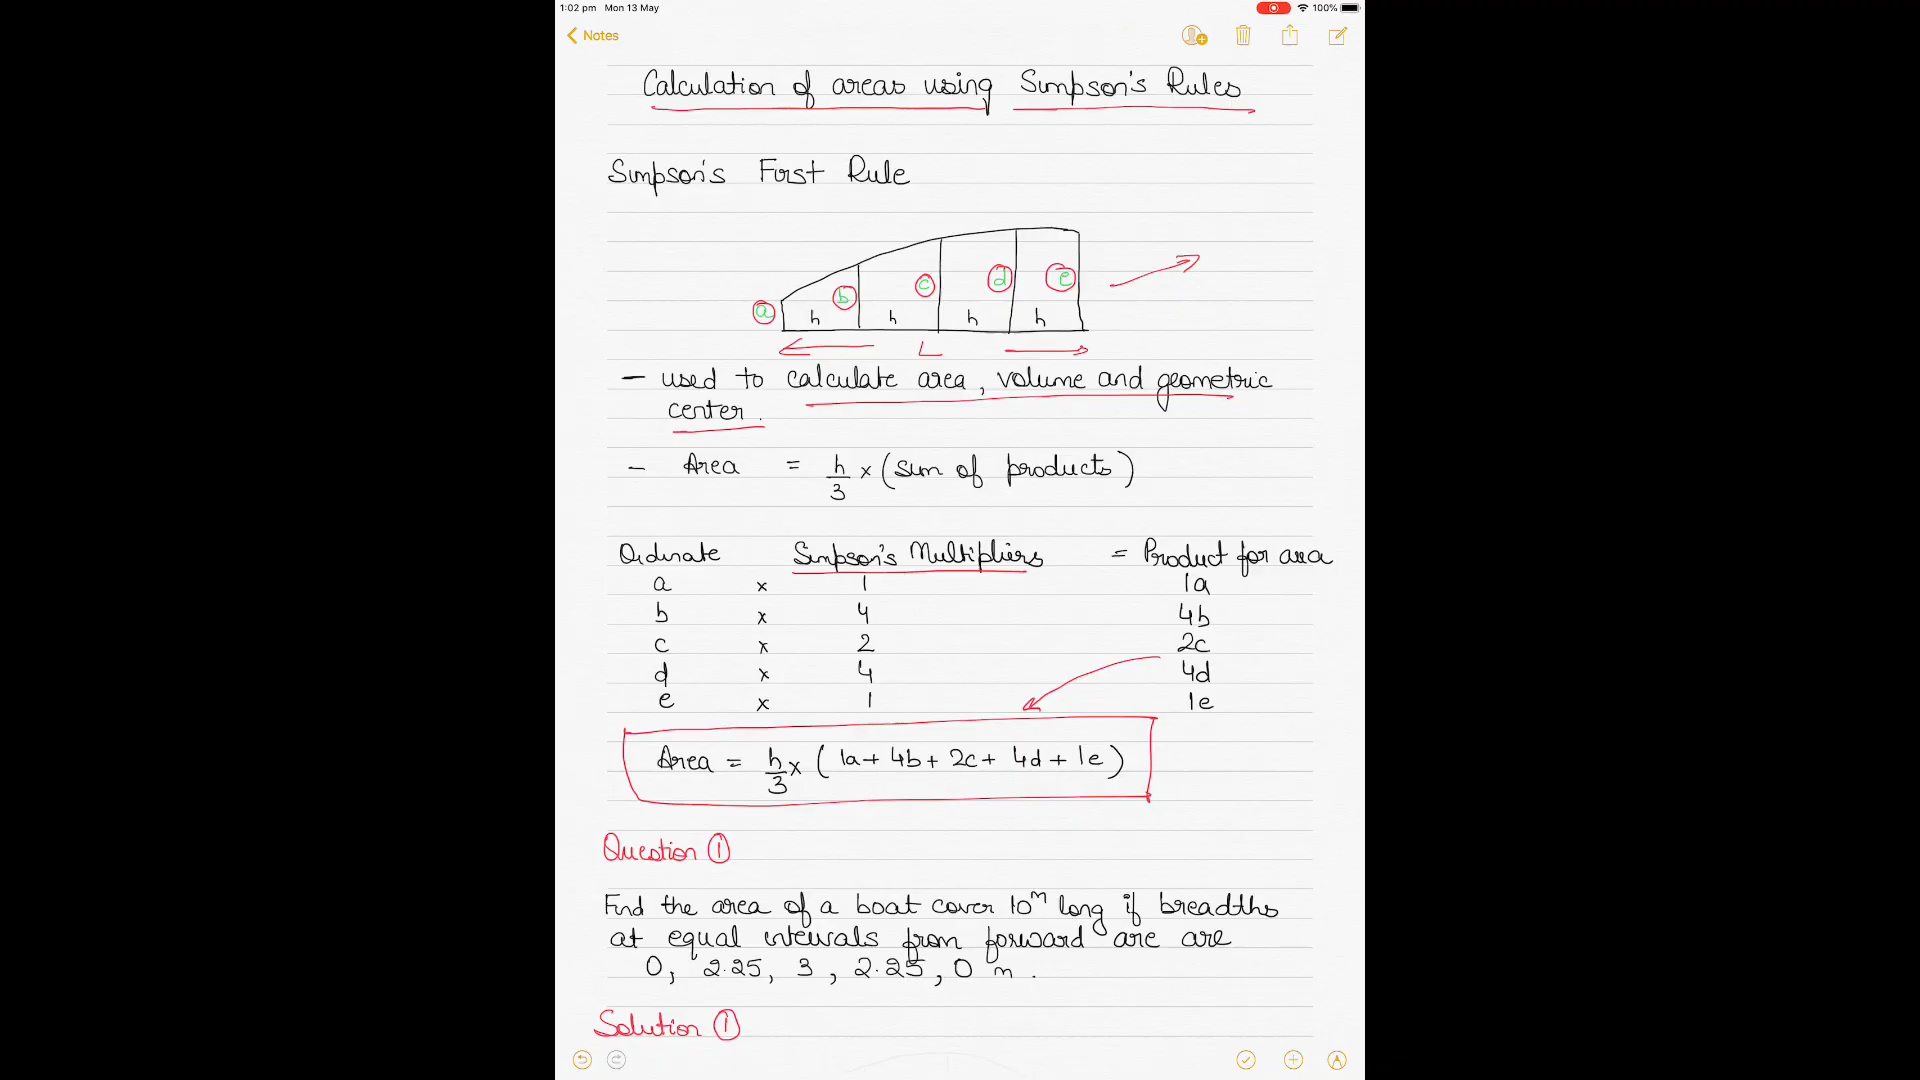 1:02 pm Mon 13 May
100%
Notes
Calculation of areas using Simpson's Rules
Simpson's First Rule
a b c d e
h h h h
L
- used to calculate area, volume and geometric
center.
- Area = h/3 x (sum of products)
Ordinate Simpson's Multipliers = Product for area
a x 1 1a
b x 4 4b
c x 2 2c
d x 4 4d
e x 1 1e
Area = h/3 x (1a + 4b + 2c + 4d + 1e)
Question ①
Find the area of a boat cover 10m long if breadths
at equal intervals from forward are are
0, 2.25, 3, 2.25, 0 m.
Solution ①